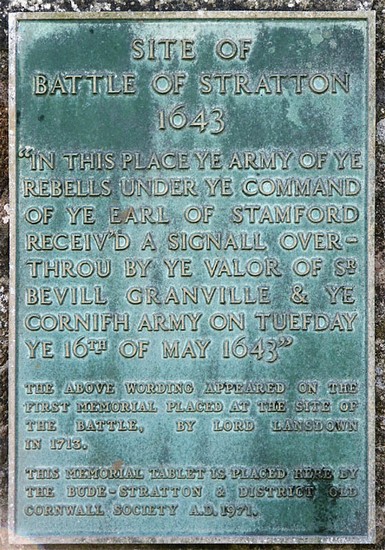 SITE OF
BATTLE OF STRATTON
1643
"IN THIS PLACE YE ARMY OF YE
REBELLS UNDER YE COMMAND
OF YE EARL OF STAMFORD
RECEIV'D A SIGNALL OVER-
THROU BY YE VALOR OF SR
BEVILL GRANVILLE & YE
CORNIFH ARMY ON TUEFDAY
YE 16TH OF MAY 1643"
THE ABOVE WORDING APPEARED ON THE
FIRST MEMORIAL PLACED AT THE SITE OF
THE BATTLE, BY LORD LANSDOWN
IN 1713.
THIS MEMORIAL TABLET IS PLACED HERE BY
THE BUDE-STRATTON & DISTRICT OLD
CORNWALL SOCIETY A.D. 1971.